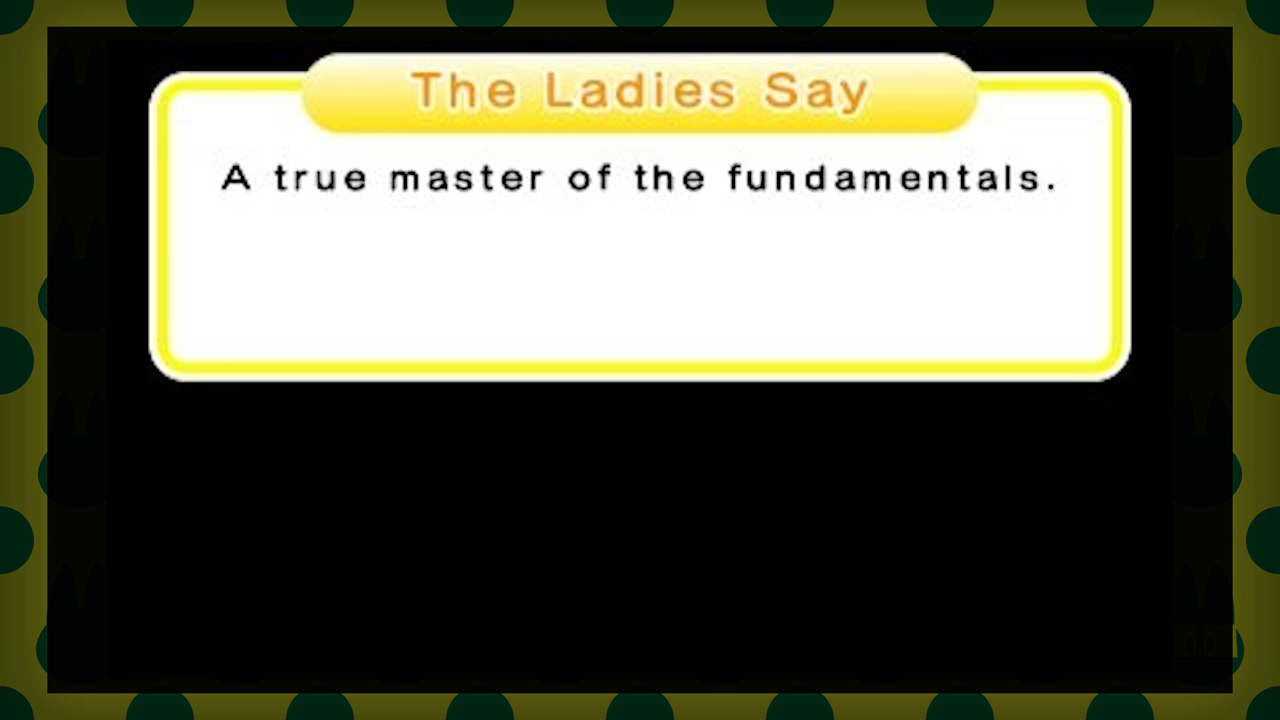 The Ladies Say
A true master of the fundamentals.